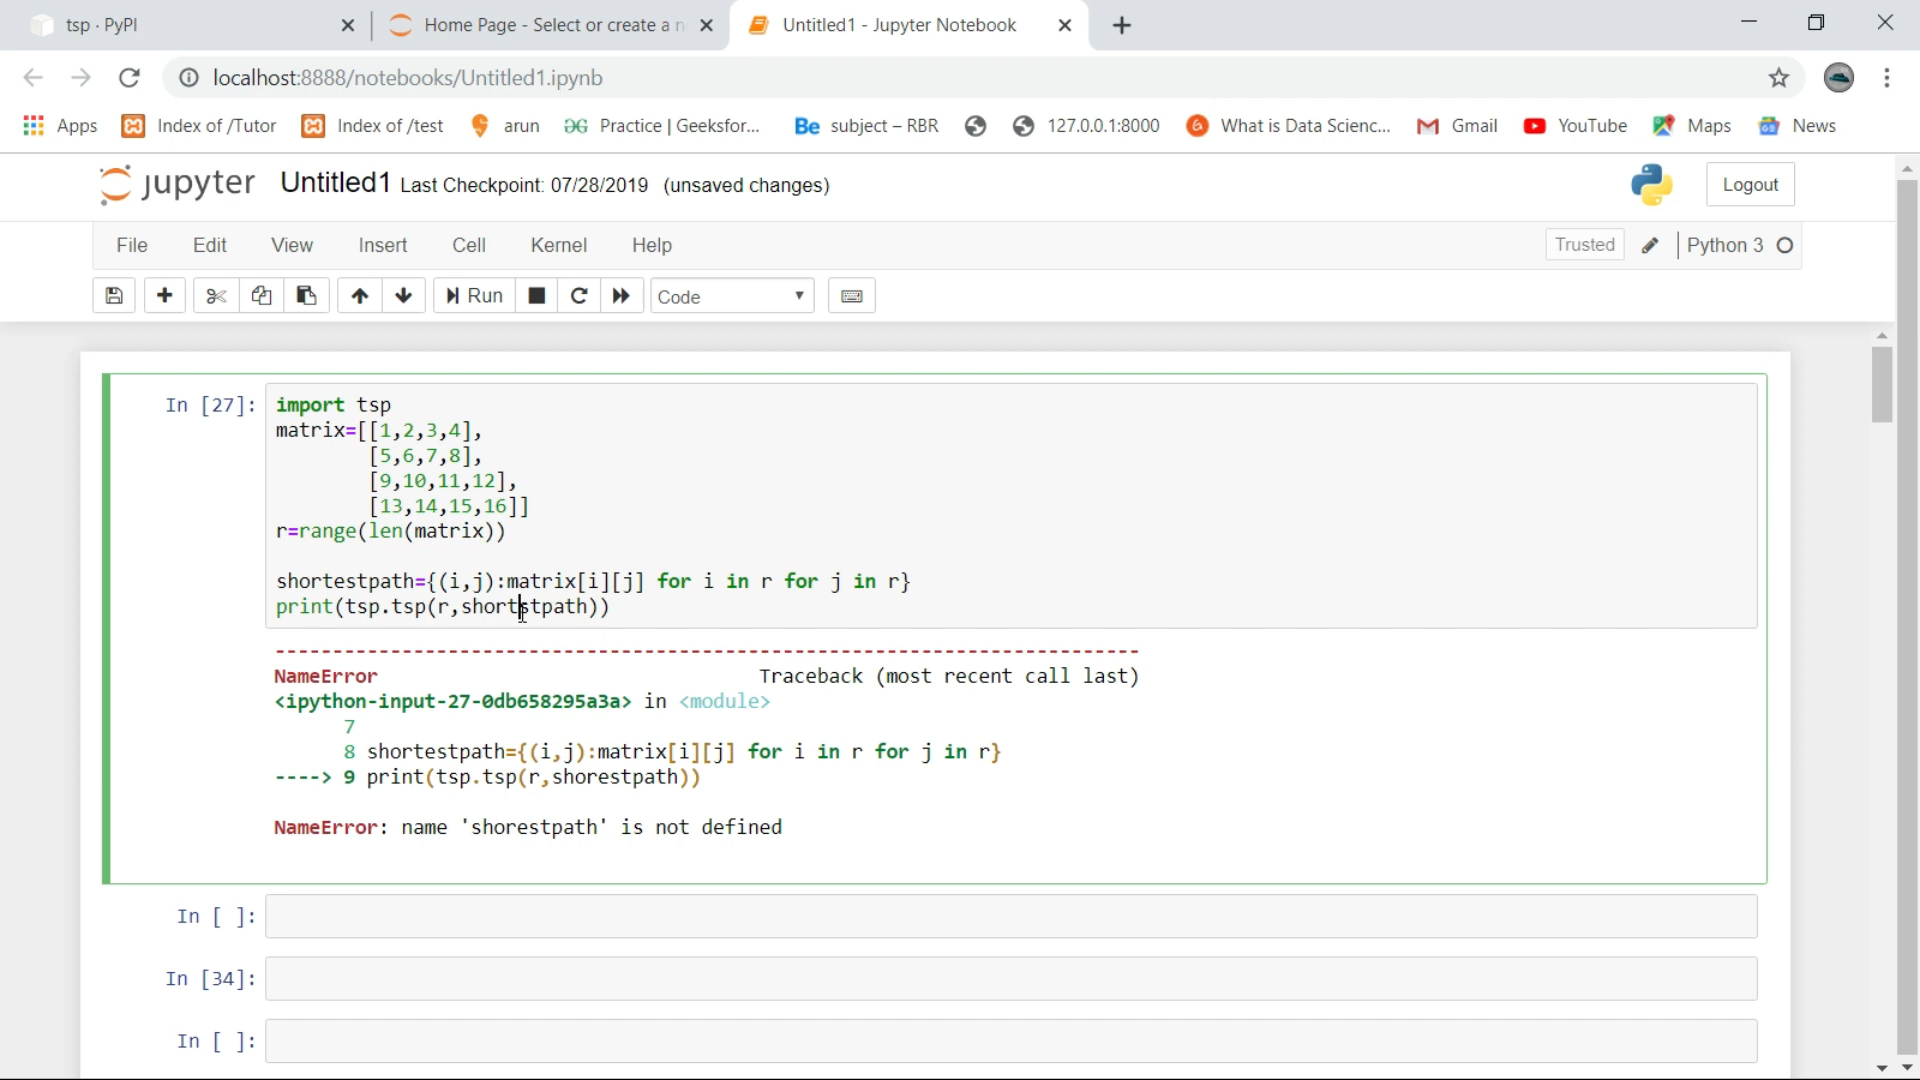 tsp · PyPI
Home Page - Select or create a n
Untitled1 - Jupyter Notebook
localhost:8888/notebooks/Untitled1.ipynb
Apps Index of /Tutor Index of /test arun Practice | Geeksfor... Be subject – RBR 127.0.0.1:8000 What is Data Scienc... Gmail YouTube Maps News
jupyter Untitled1 Last Checkpoint: 07/28/2019 (unsaved changes) Logout
File Edit View Insert Cell Kernel Help Trusted Python 3
Run Code
In [27]: import tsp
matrix=[[1,2,3,4],
[5,6,7,8],
[9,10,11,12],
[13,14,15,16]]
r=range(len(matrix))
shortestpath={(i,j):matrix[i][j] for i in r for j in r}
print(tsp.tsp(r,shortstpath))
---------------------------------------------------------------------------
NameError Traceback (most recent call last)
<ipython-input-27-0db658295a3a> in <module>
7
8 shortestpath={(i,j):matrix[i][j] for i in r for j in r}
----> 9 print(tsp.tsp(r,shorestpath))
NameError: name 'shorestpath' is not defined
In [ ]:
In [34]:
In [ ]: